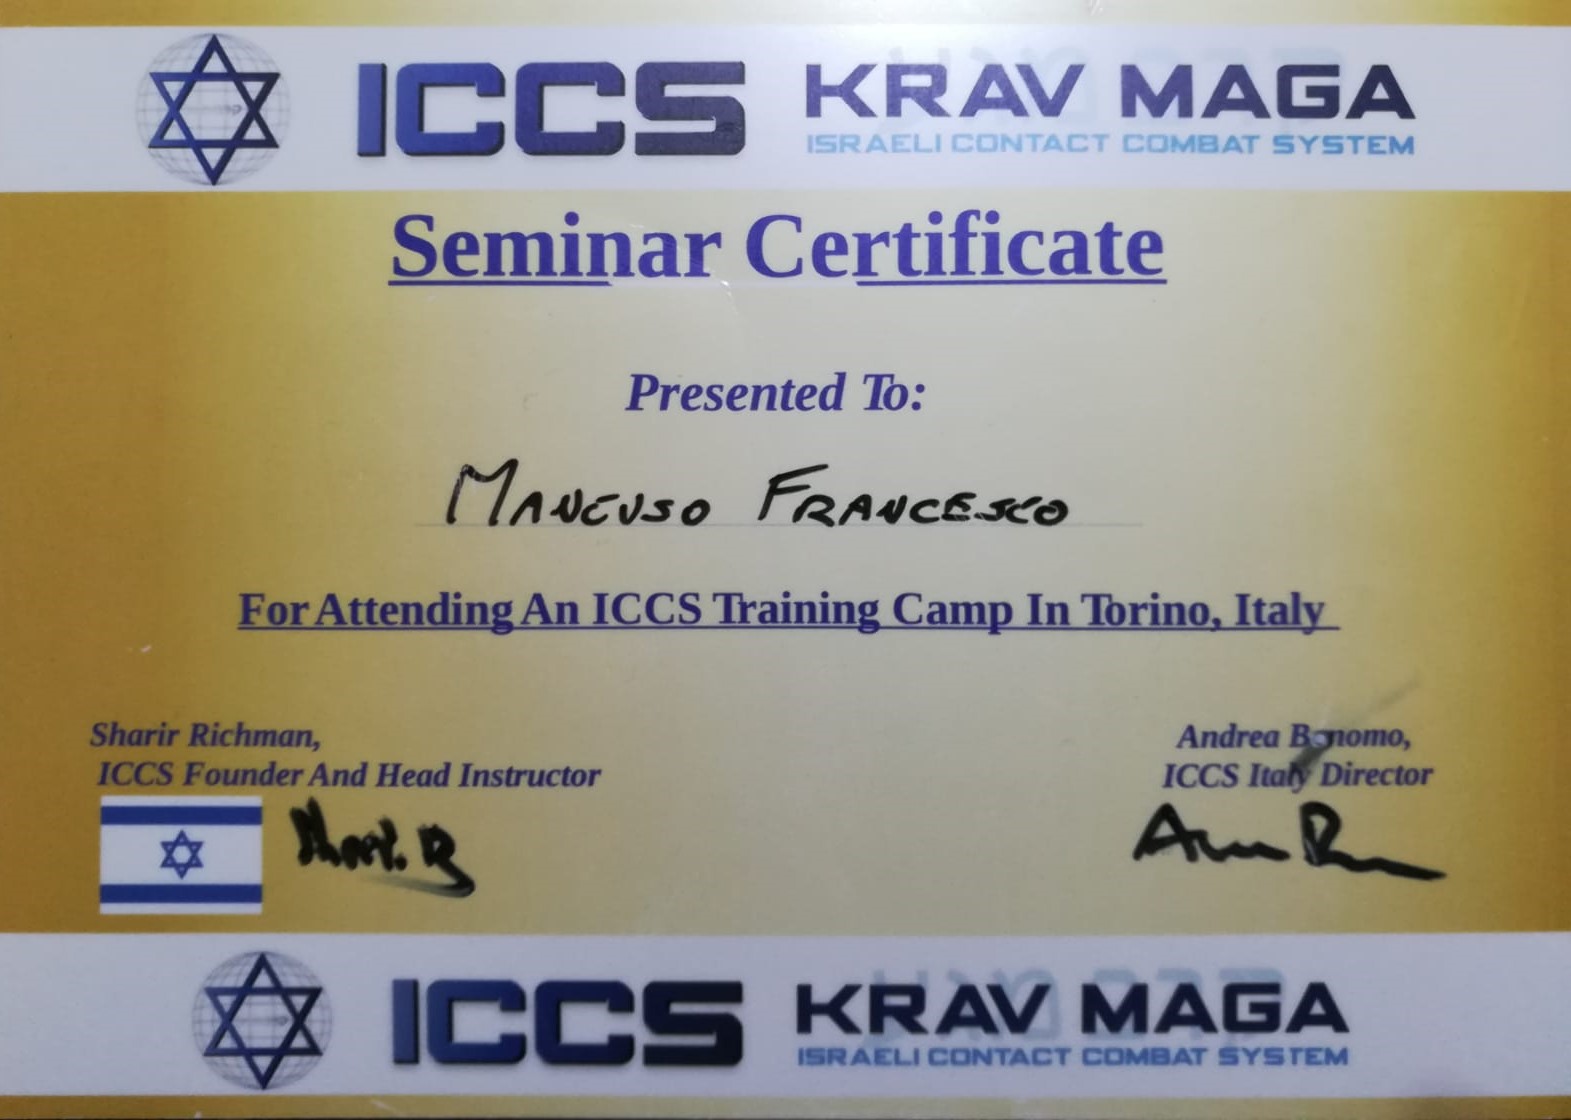 ICCS KRAV MAGA
ISRAELI CONTACT COMBAT SYSTEM
Seminar Certificate
Presented To:
MANCUSO FRANCESCO
For Attending An ICCS Training Camp In Torino, Italy
Sharir Richman,
ICCS Founder And Head Instructor
Andrea Bonomo,
ICCS Italy Director
ICCS KRAV MAGA
ISRAELI CONTACT COMBAT SYSTEM